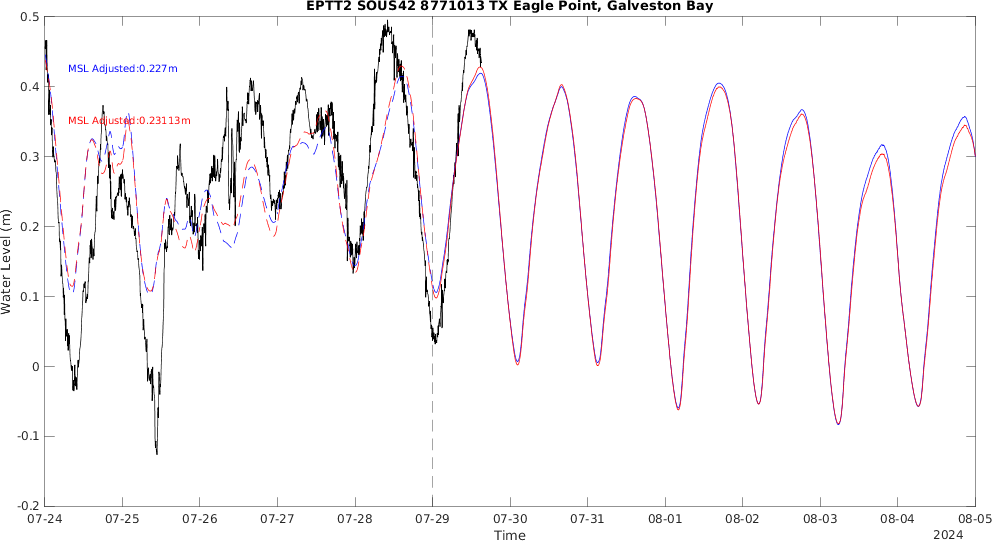 EPTT2 SOUS42 8771013 TX Eagle Point, Galveston Bay
0.5
MSL Adjusted:0.227m
0.4
MSL Adjusted:0.23113m
0.3
0.2
0.1
0
-0.1
-0.2
Water Level (m)
07-24 07-25 07-26 07-27 07-28 07-29 07-30 07-31 08-01 08-02 08-03 08-04 08-05
Time
2024